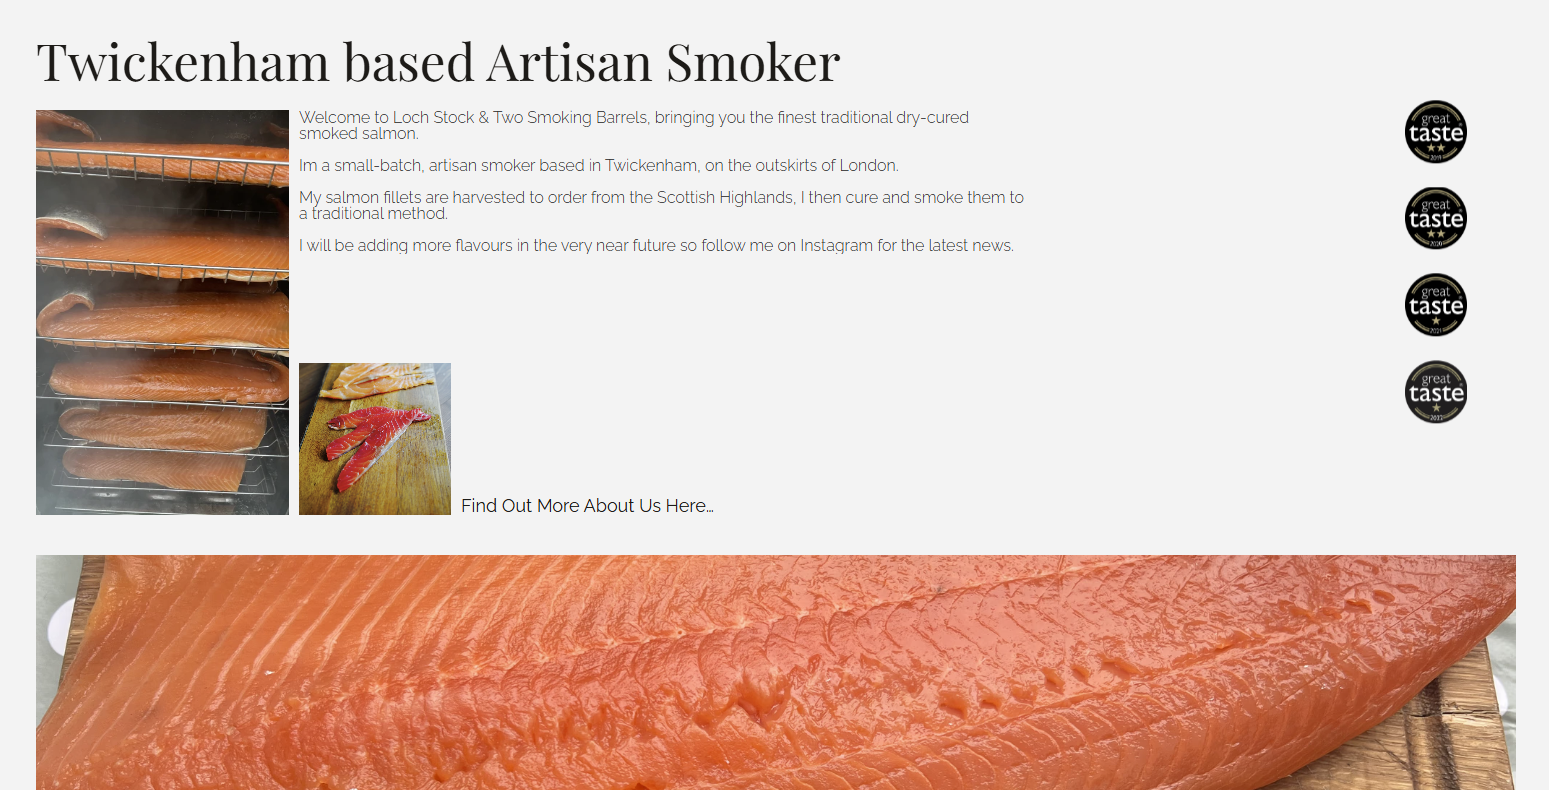 Twickenham based Artisan Smoker
Welcome to Loch Stock & Two Smoking Barrels, bringing you the finest traditional dry-cured
smoked salmon.
Im a small-batch, artisan smoker based in Twickenham, on the outskirts of London.
My salmon fillets are harvested to order from the Scottish Highlands, I then cure and smoke them to
a traditional method.
I will be adding more flavours in the very near future so follow me on Instagram for the latest news.
Find Out More About Us Here...
great
taste
2019
great
taste
2020
great
taste
2021
great
taste
2022